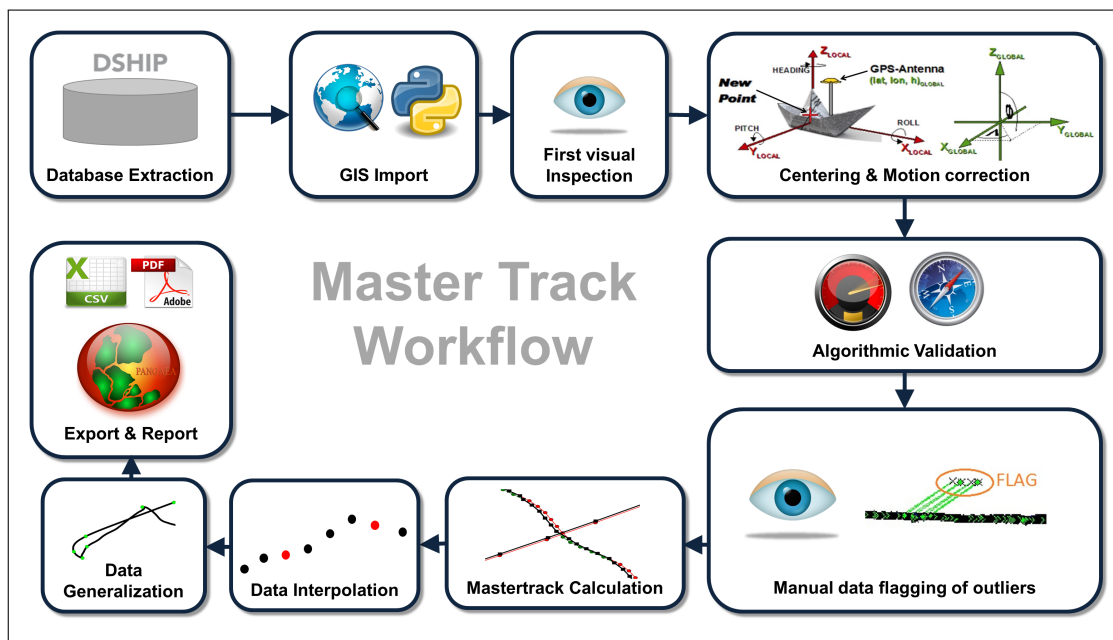 DSHIP
Database Extraction
GIS Import
First visual
Inspection
Z LOCAL
HEADING
GPS-Antenna
(lat, lon, h)GLOBAL
New
Point
PITCH
Y LOCAL
ROLL
X LOCAL
Z GLOBAL
Y GLOBAL
X GLOBAL
Centering & Motion correction
Master Track
Workflow
N
E
S
Algorithmic Validation
FLAG
Manual data flagging of outliers
Mastertrack Calculation
Data Interpolation
Data
Generalization
X
CSV
PDF
Adobe
PANGAEA
Export & Report